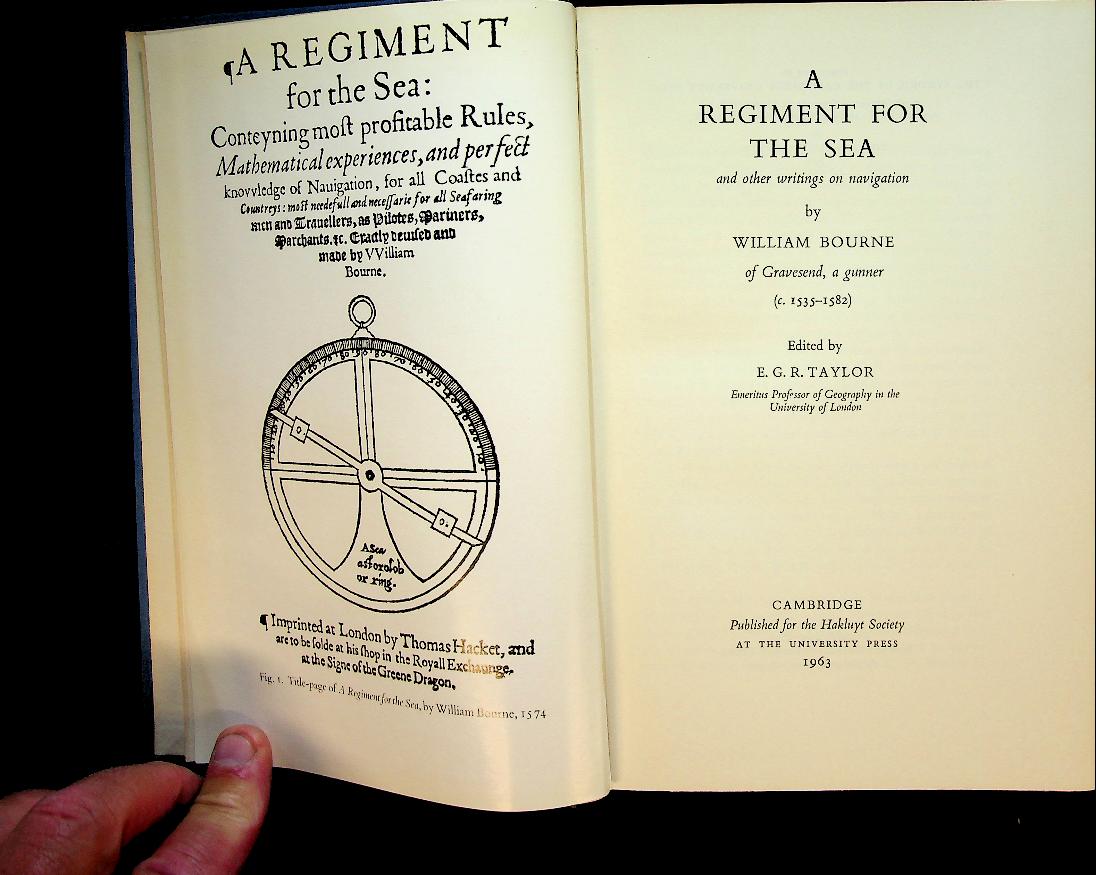 ¶A REGIMENT
for the Sea:
Conteyning moſt profitable Rules,
Mathematical experiences, and perfect
knovvledge of Nauigation, for all Coaſtes and
Countreys: moſt needefull and neceſſarie for all Seafaring
men and Trauellers, as Pilotes, Mariners,
Marchants. ⁊c. Exactly deuiſed and
made by VVilliam
Bourne.
A Sea
aſtorolob
or ring.
¶ Imprinted at London by Thomas Hacket, and
are to be ſolde at his ſhop in the Royall Exchaunge,
at the Signe of the Greene Dragon.
Fig. 1. Title-page of A Regiment for the Sea, by William Bourne, 1574
A
REGIMENT FOR
THE SEA
and other writings on navigation
by
WILLIAM BOURNE
of Gravesend, a gunner
(c. 1535–1582)
Edited by
E. G. R. TAYLOR
Emeritus Professor of Geography in the
University of London
CAMBRIDGE
Published for the Hakluyt Society
AT THE UNIVERSITY PRESS
1963